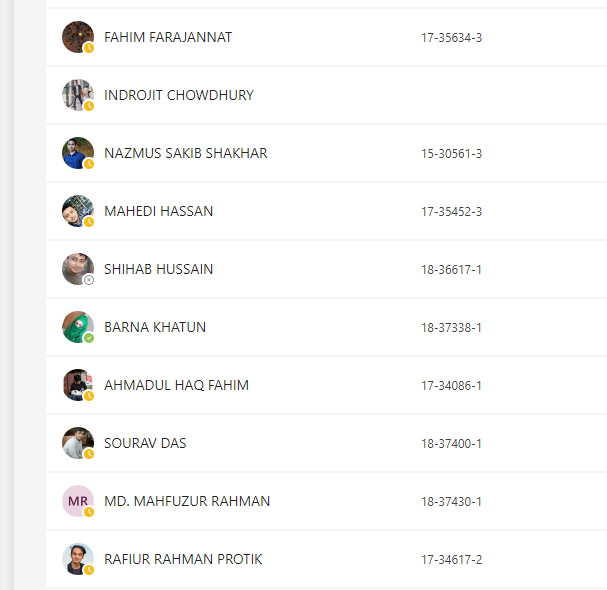 FAHIM FARAJANNAT 17-35634-3
INDROJIT CHOWDHURY
NAZMUS SAKIB SHAKHAR 15-30561-3
MAHEDI HASSAN 17-35452-3
SHIHAB HUSSAIN 18-36617-1
BARNA KHATUN 18-37338-1
AHMADUL HAQ FAHIM 17-34086-1
SOURAV DAS 18-37400-1
MR MD. MAHFUZUR RAHMAN 18-37430-1
RAFIUR RAHMAN PROTIK 17-34617-2